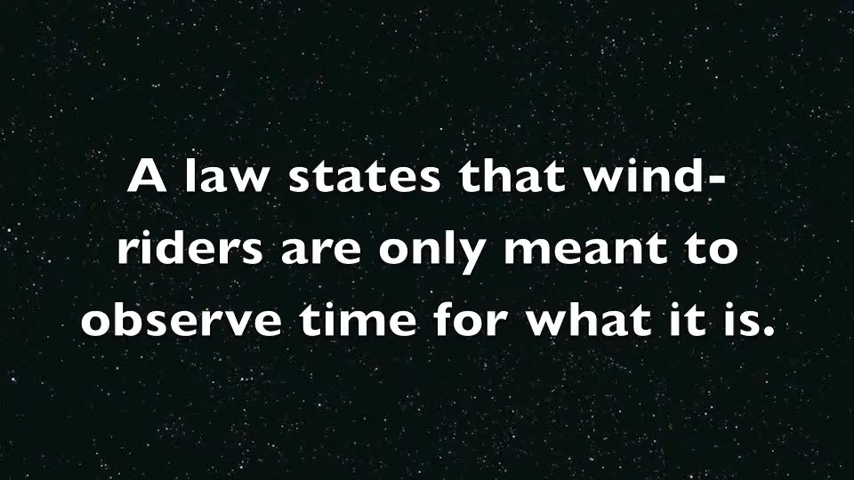 A law states that wind-
riders are only meant to
observe time for what it is.